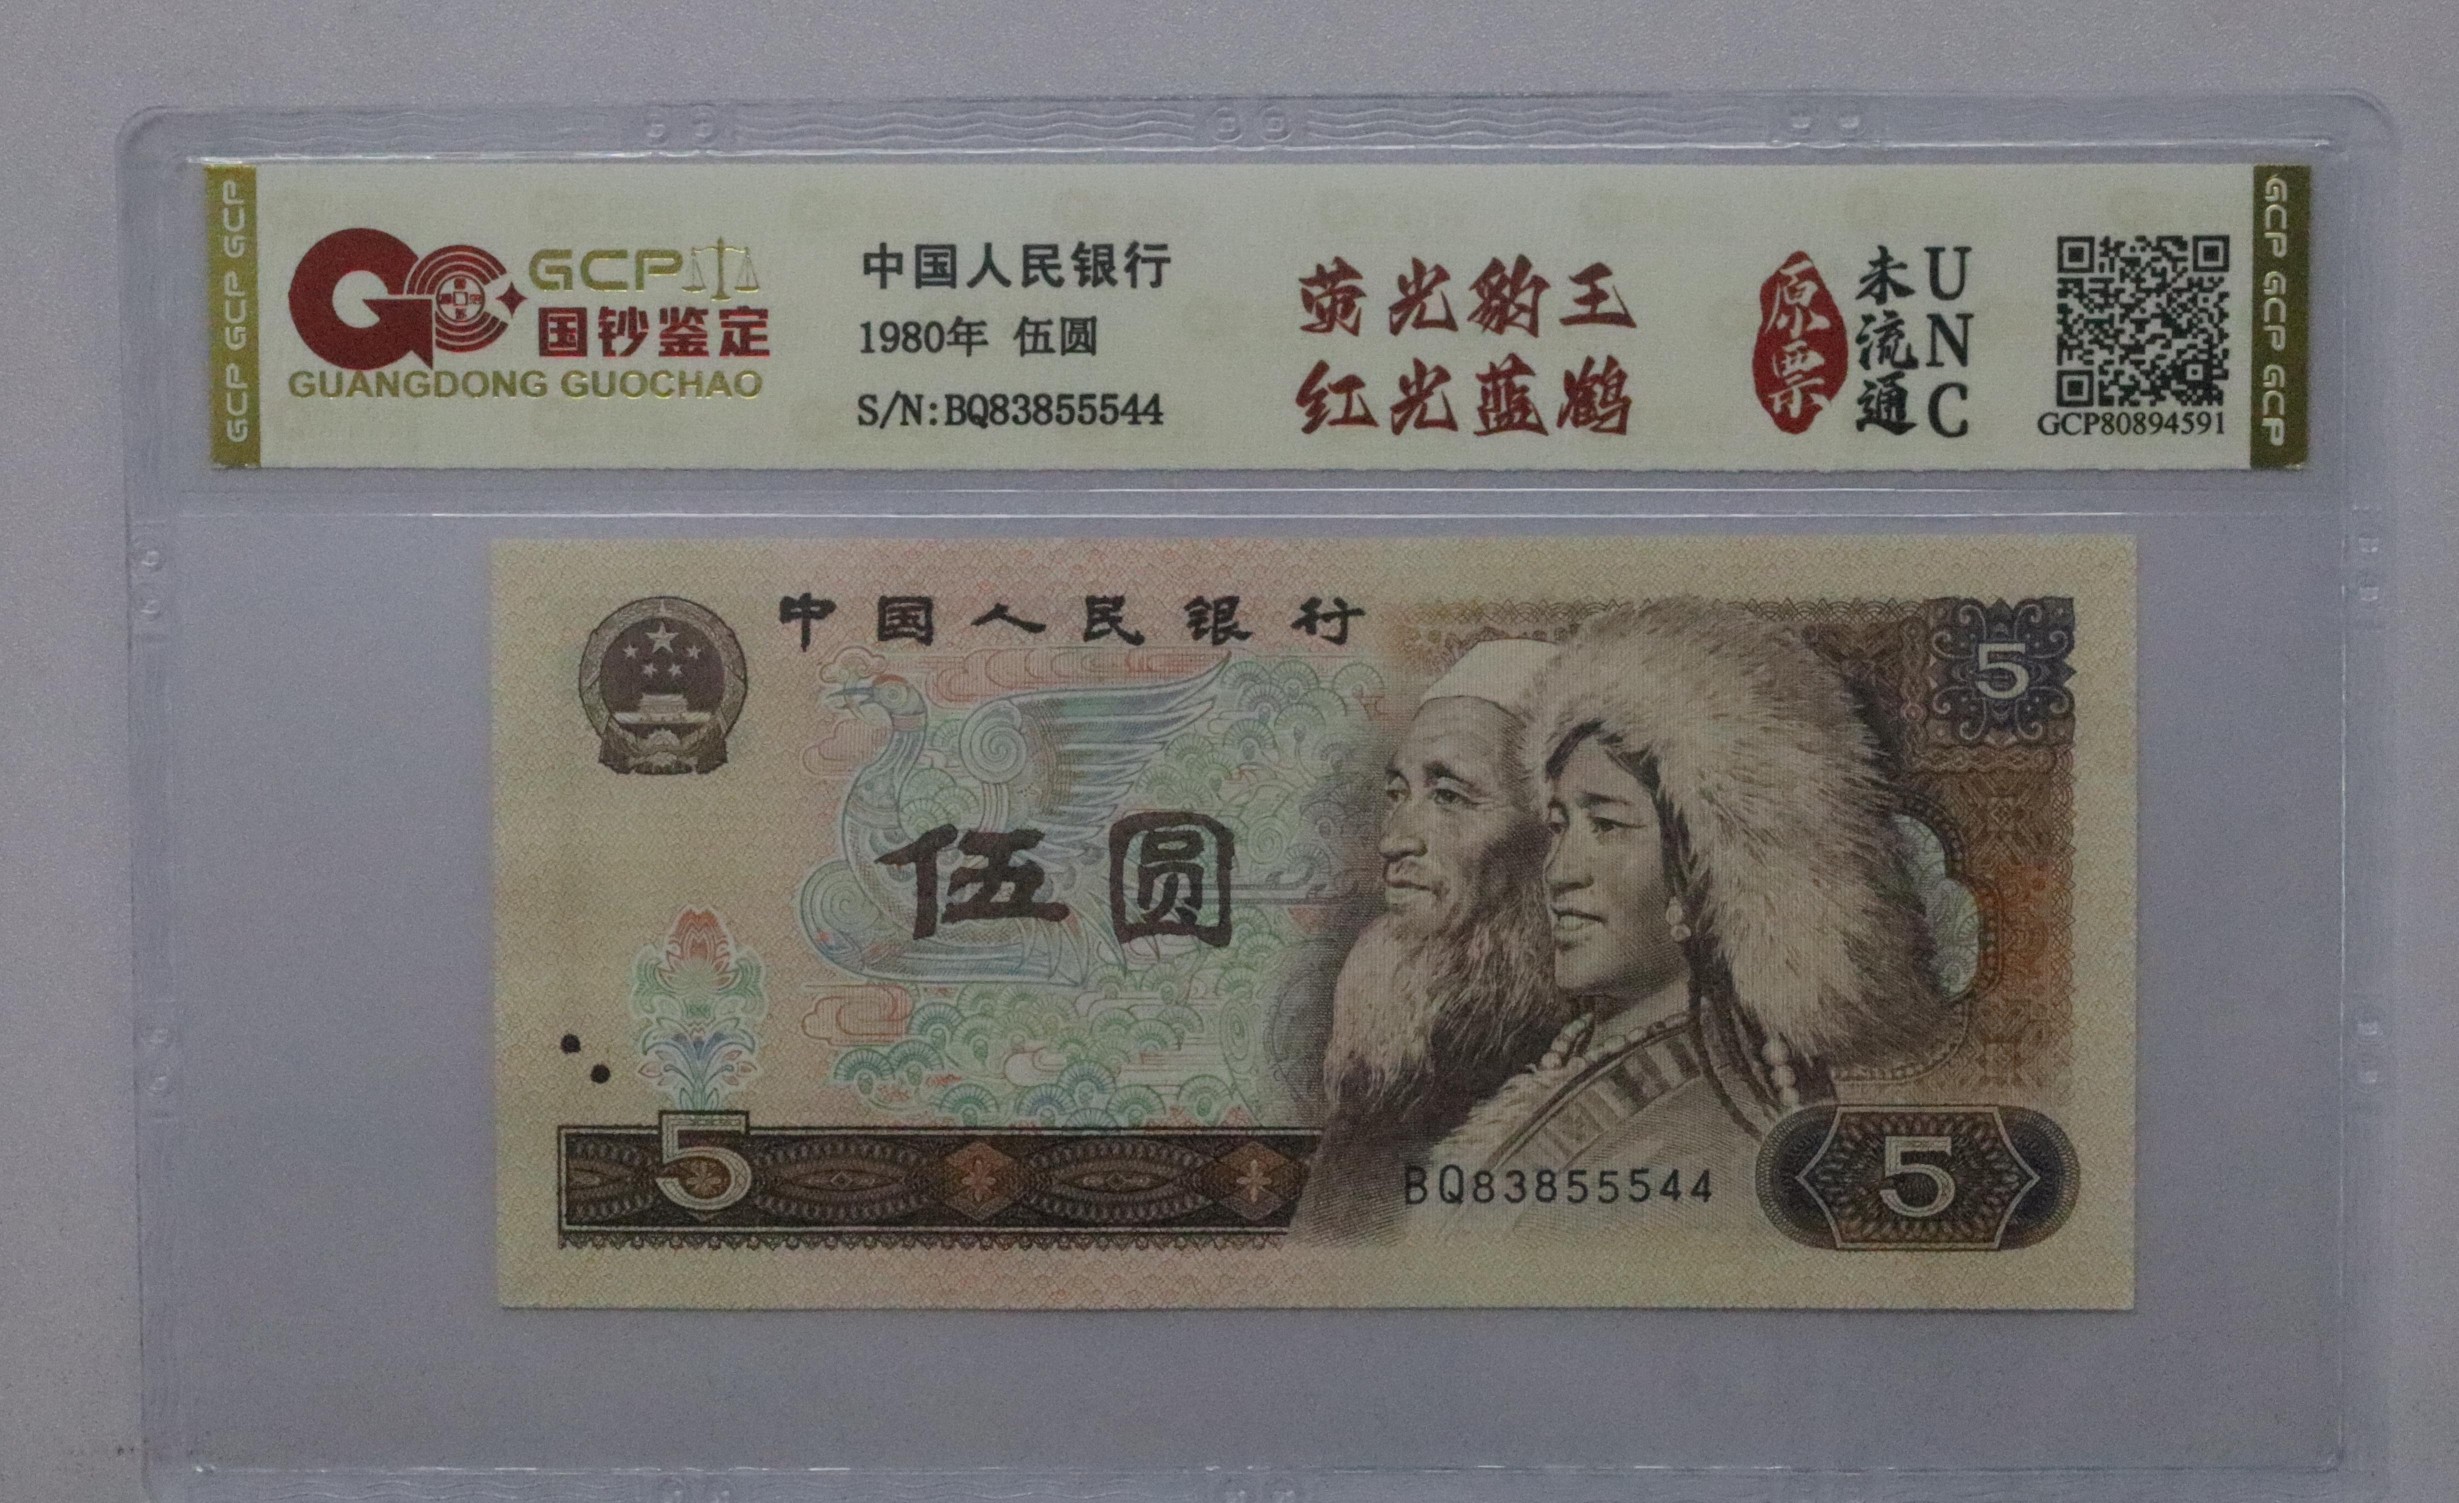 GCP GCP GCP
GCP
国钞鉴定
GUANGDONG GUOCHAO
中国人民银行
1980年 伍圆
S/N:BQ83855544
荧光豹王
红光蓝鹤
原票
未流通
UNC
GCP80894591
GCP GCP GCP
中国人民银行
5
伍圆
5
BQ83855544
5